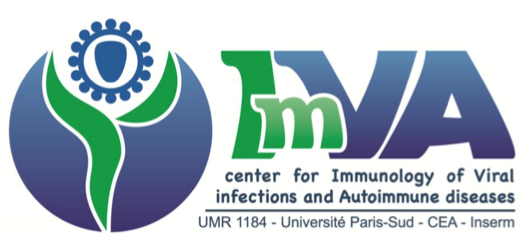 ImVA
center for Immunology of Viral
infections and Autoimmune diseases
UMR 1184 - Université Paris-Sud - CEA - Inserm